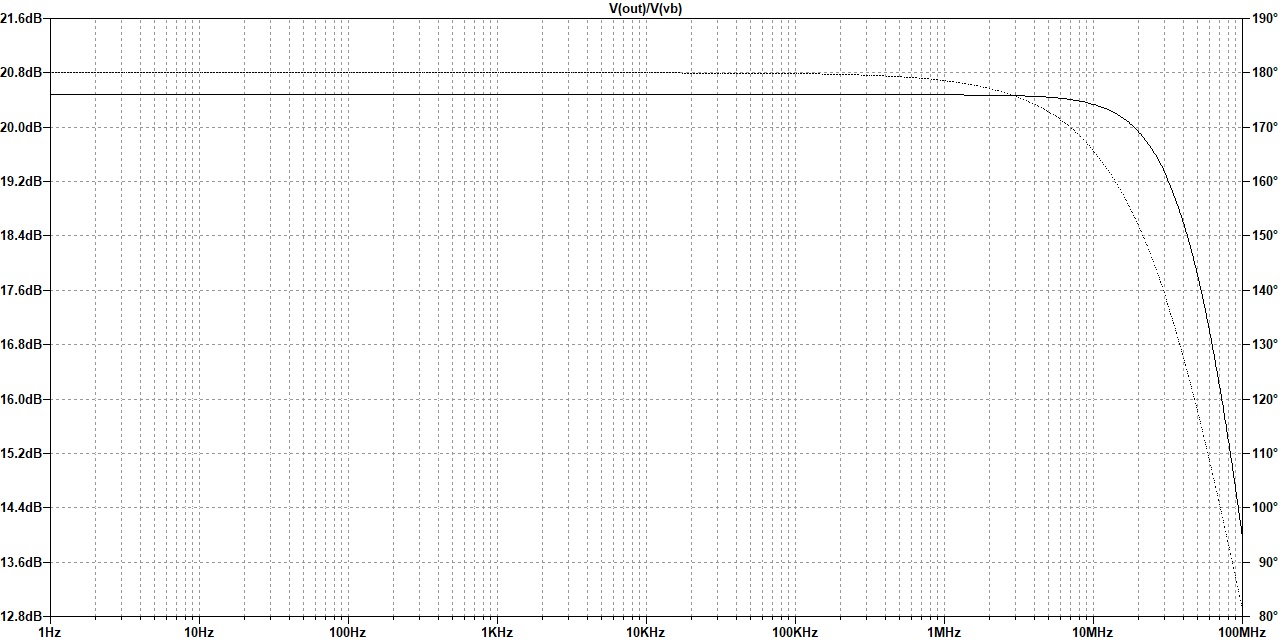 V(out)/V(vb)
21.6dB 190°
20.8dB 180°
20.0dB 170°
19.2dB 160°
18.4dB 150°
17.6dB 140°
16.8dB 130°
16.0dB 120°
15.2dB 110°
14.4dB 100°
13.6dB 90°
12.8dB 80°
1Hz 10Hz 100Hz 1KHz 10KHz 100KHz 1MHz 10MHz 100MHz